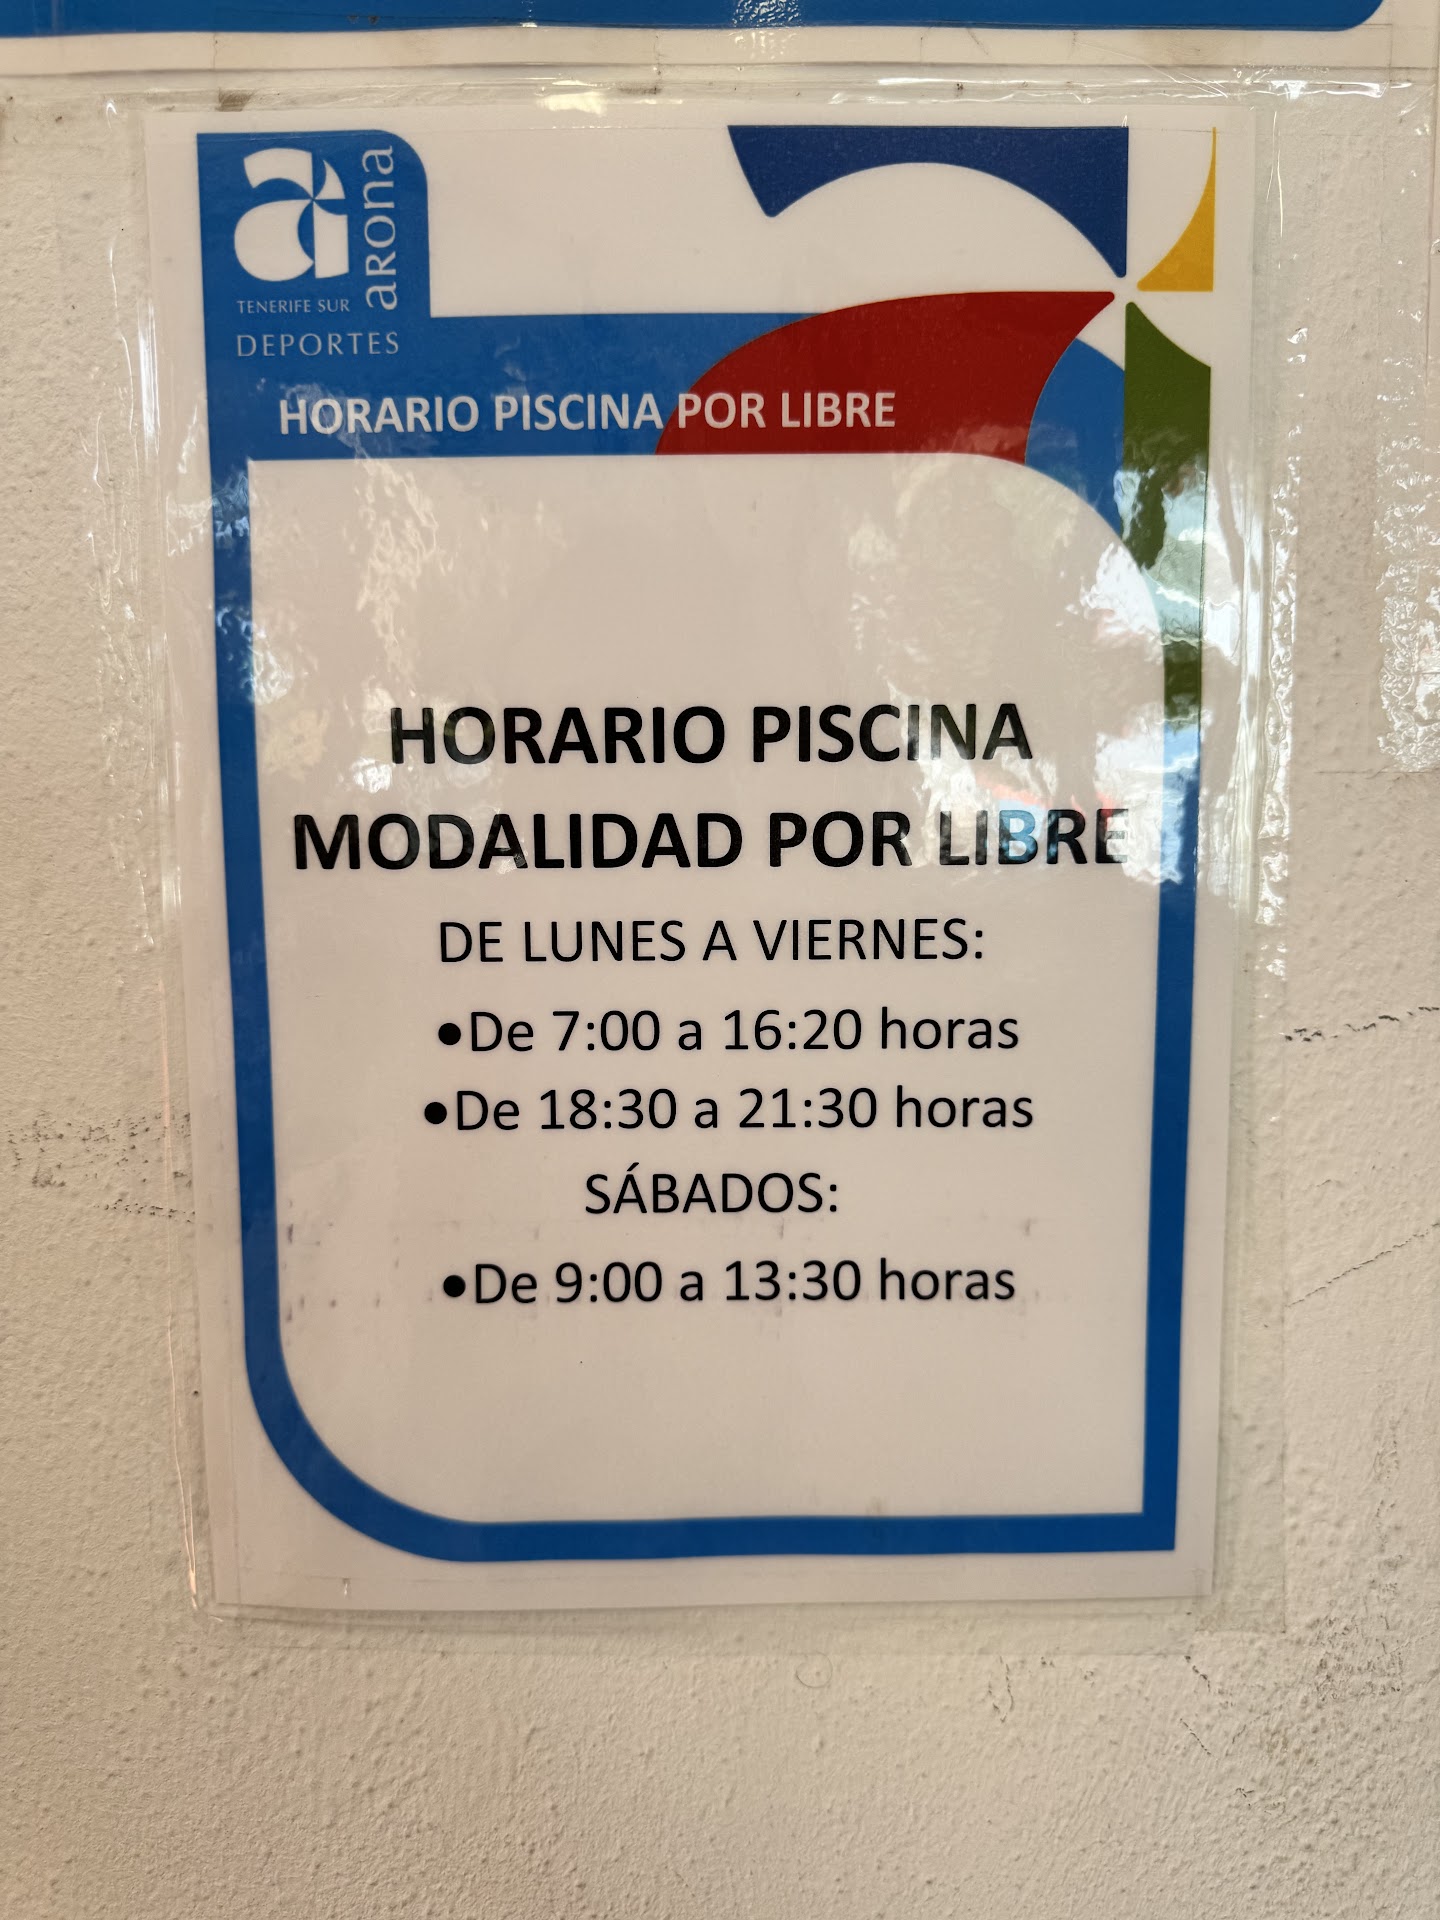 arona
TENERIFE SUR
DEPORTES
HORARIO PISCINA POR LIBRE
HORARIO PISCINA
MODALIDAD POR LIBRE
DE LUNES A VIERNES:
•De 7:00 a 16:20 horas
•De 18:30 a 21:30 horas
SÁBADOS:
•De 9:00 a 13:30 horas